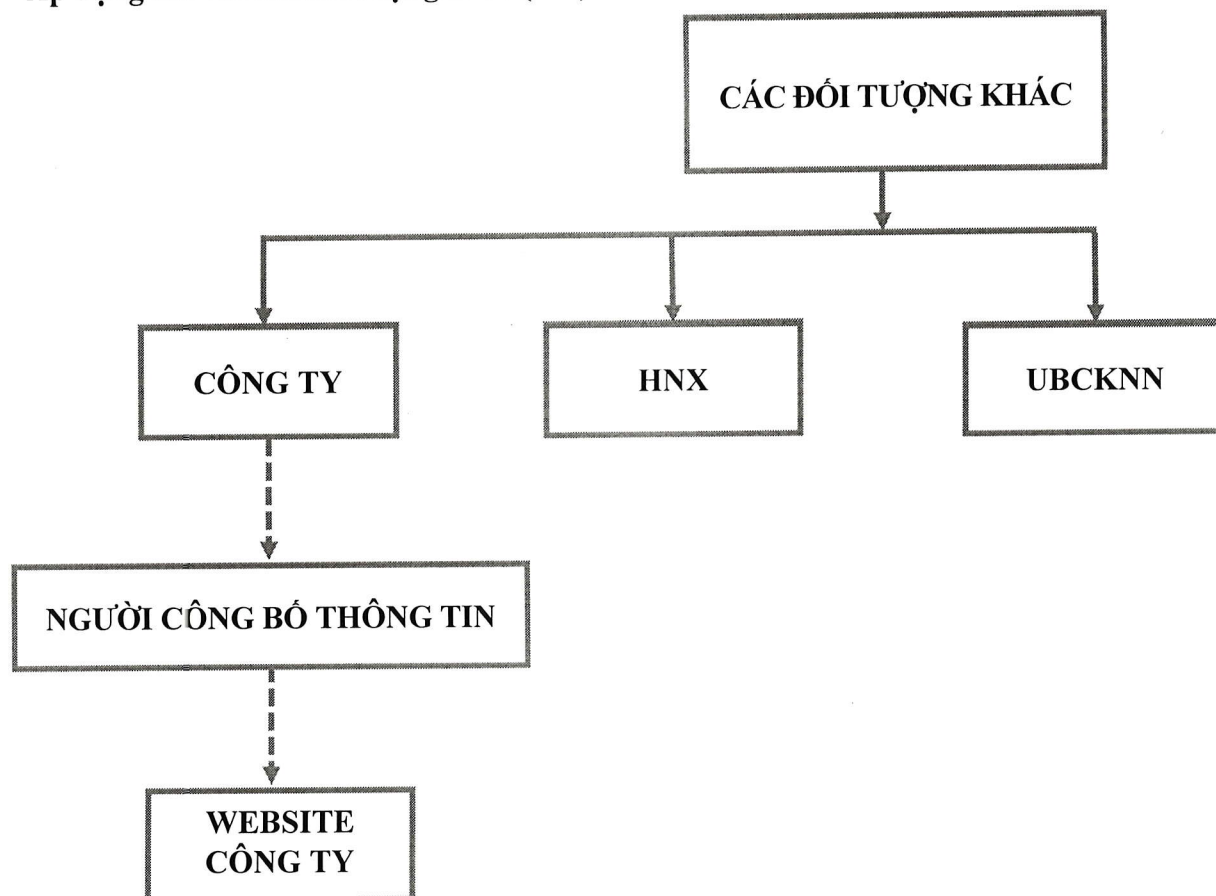 CÁC ĐỐI TƯỢNG KHÁC
CÔNG TY
HNX
UBCKNN
NGƯỜI CÔNG BỐ THÔNG TIN
WEBSITE
CÔNG TY